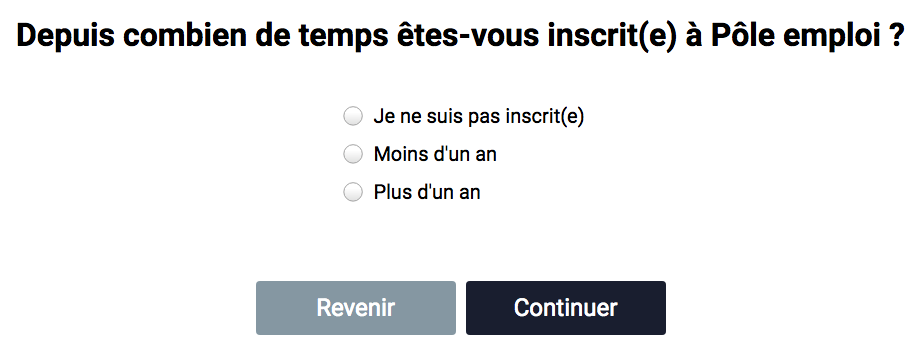 Depuis combien de temps êtes-vous inscrit(e) à Pôle emploi ?
Je ne suis pas inscrit(e)
Moins d'un an
Plus d'un an
Revenir
Continuer